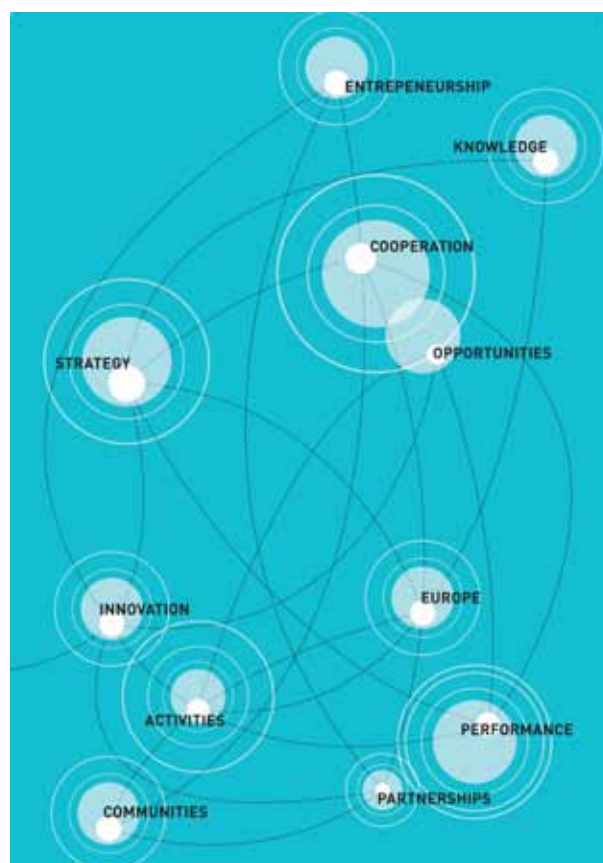 ENTREPENEURSHIP
KNOWLEDGE
COOPERATION
OPPORTUNITIES
STRATEGY
INNOVATION
EUROPE
ACTIVITIES
PERFORMANCE
PARTNERSHIPS
COMMUNITIES